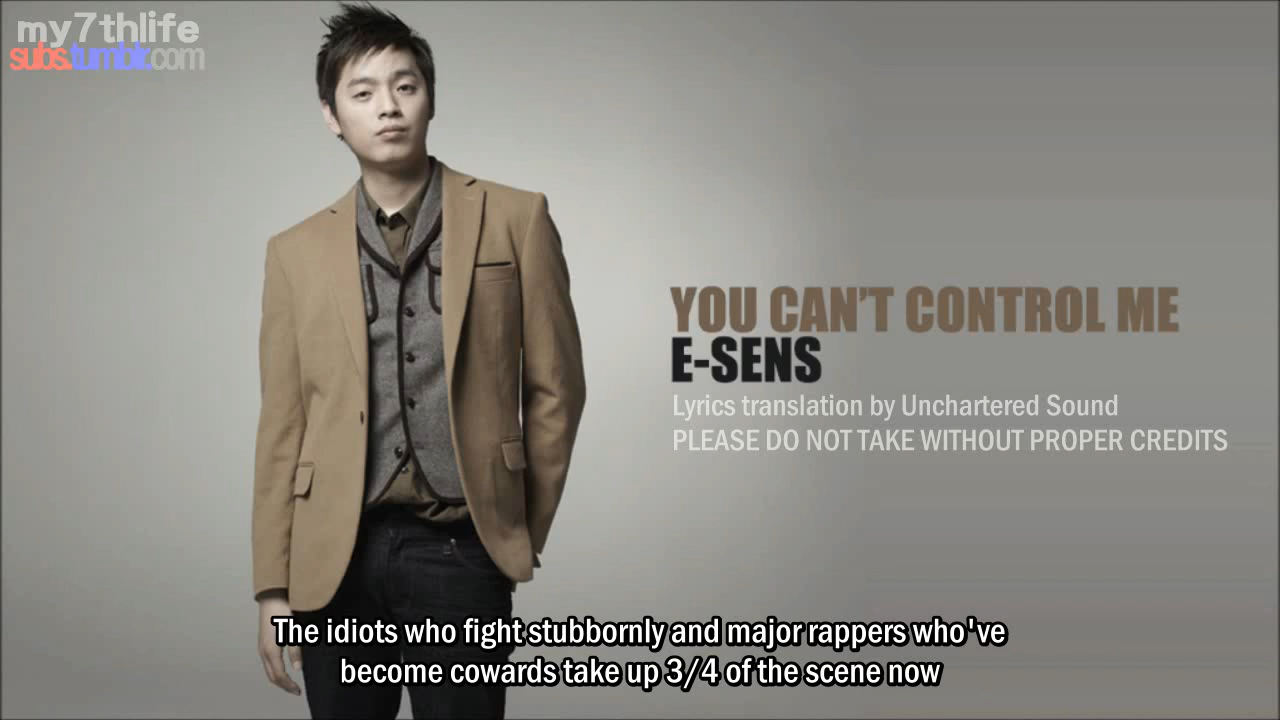 my7thlife
subs.tumblr.com
YOU CAN'T CONTROL ME
E-SENS
Lyrics translation by Unchartered Sound
PLEASE DO NOT TAKE WITHOUT PROPER CREDITS
The idiots who fight stubbornly and major rappers who've
become cowards take up 3/4 of the scene now